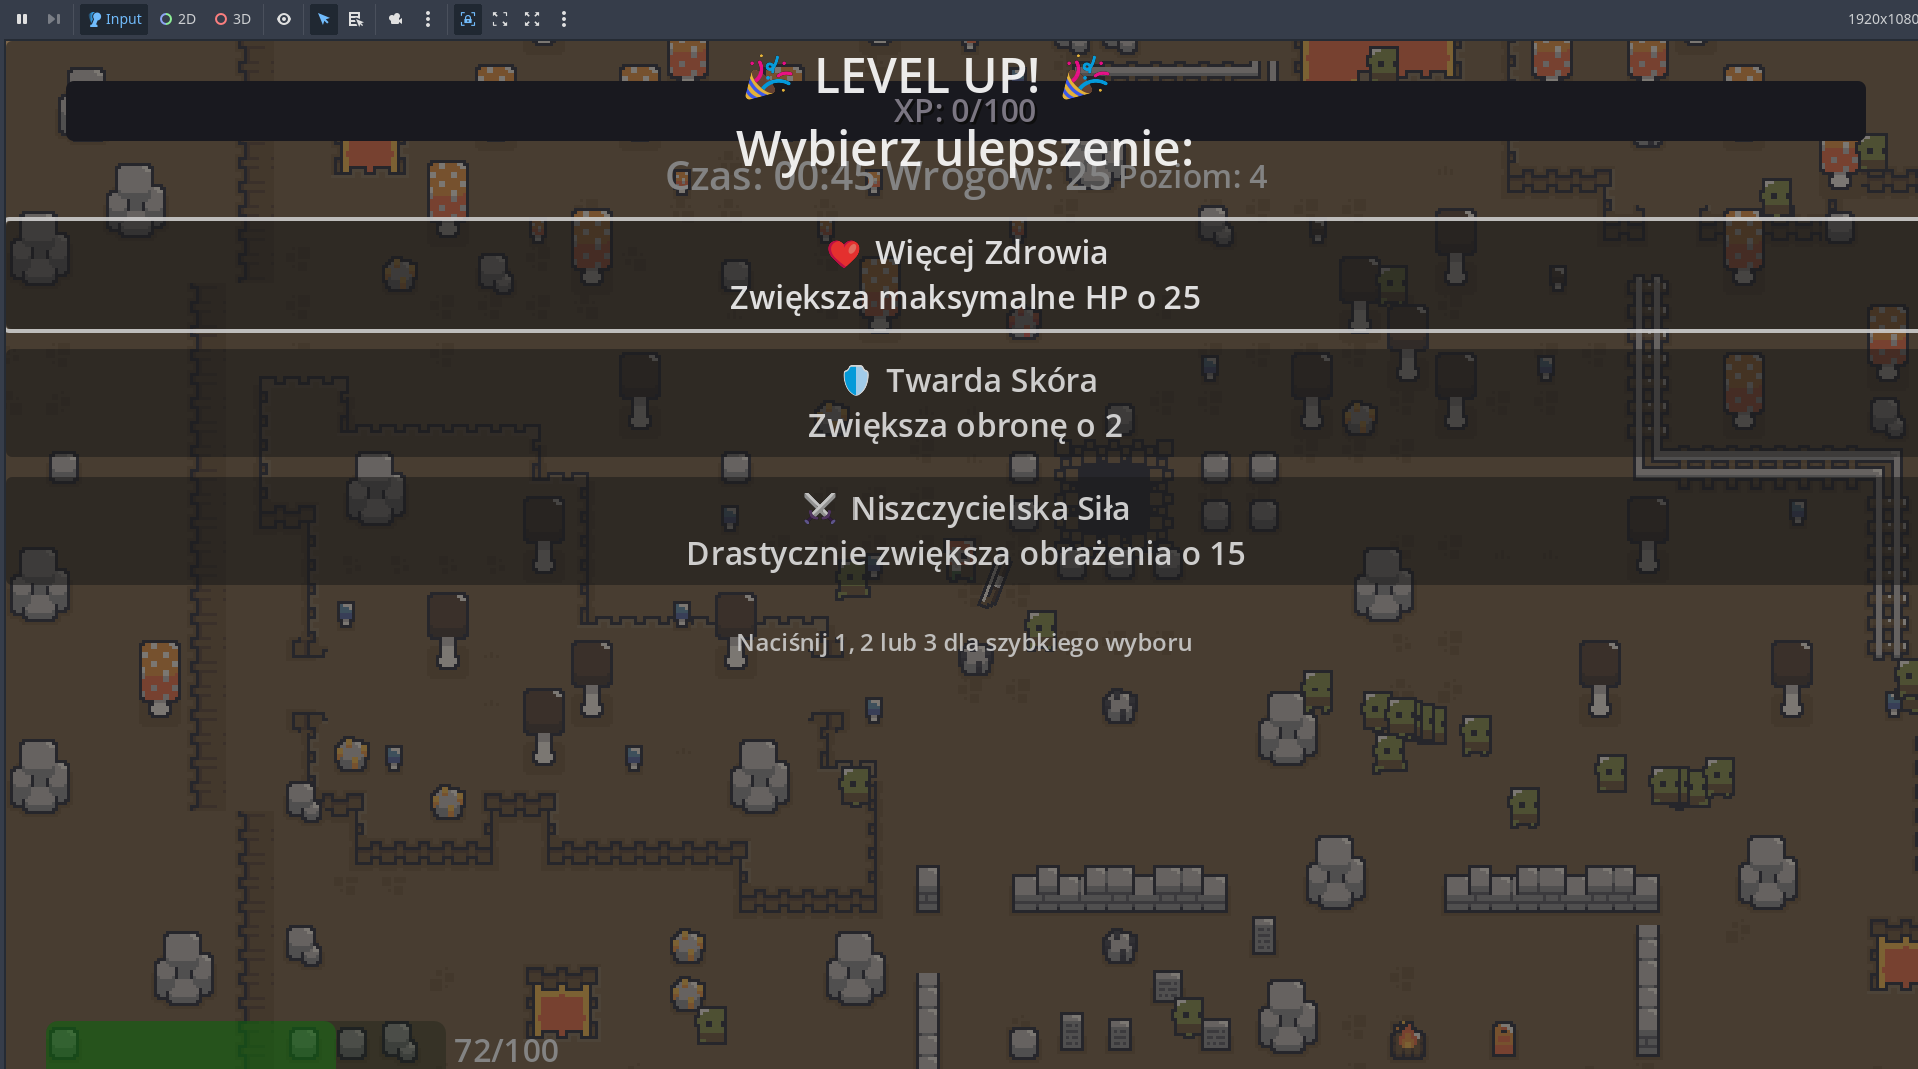 Input 2D 3D 1920x1080
🎉 LEVEL UP! 🎉
XP: 0/100
Wybierz ulepszenie:
Czas: 00:45 Wrogów: 25 Poziom: 4
❤️ Więcej Zdrowia
Zwiększa maksymalne HP o 25
🛡️ Twarda Skóra
Zwiększa obronę o 2
⚔️ Niszczycielska Siła
Drastycznie zwiększa obrażenia o 15
Naciśnij 1, 2 lub 3 dla szybkiego wyboru
72/100